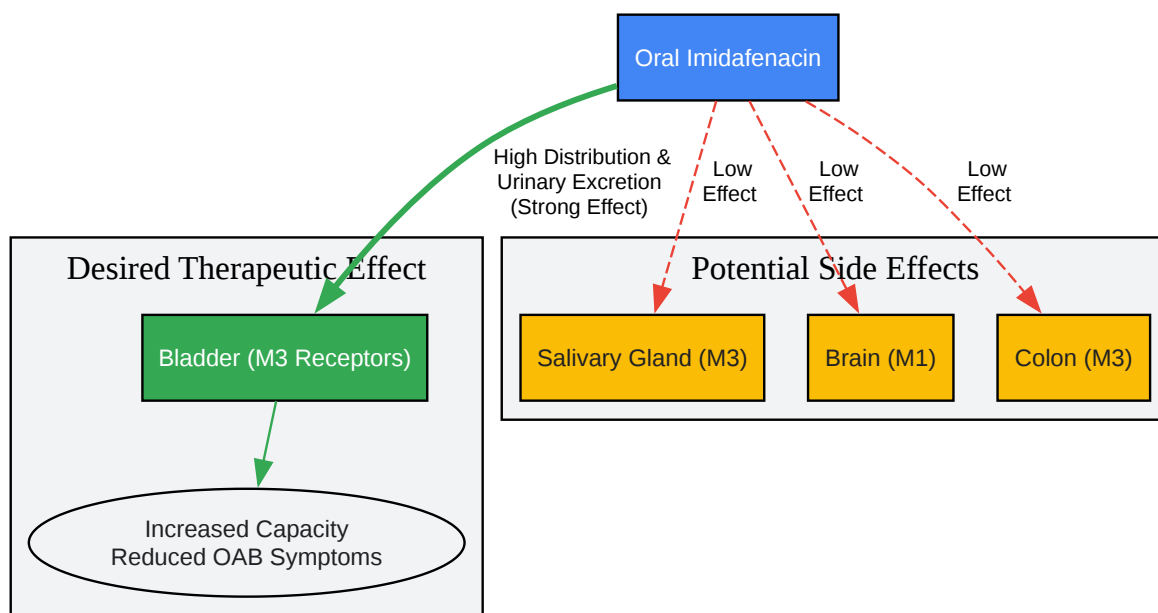 Oral Imidafenacin
High Distribution &
Urinary Excretion
(Strong Effect)
Low
Effect
Low
Effect
Low
Effect
Desired Therapeutic Effect
Potential Side Effects
Bladder (M3 Receptors)
Salivary Gland (M3)
Brain (M1)
Colon (M3)
Increased Capacity
Reduced OAB Symptoms